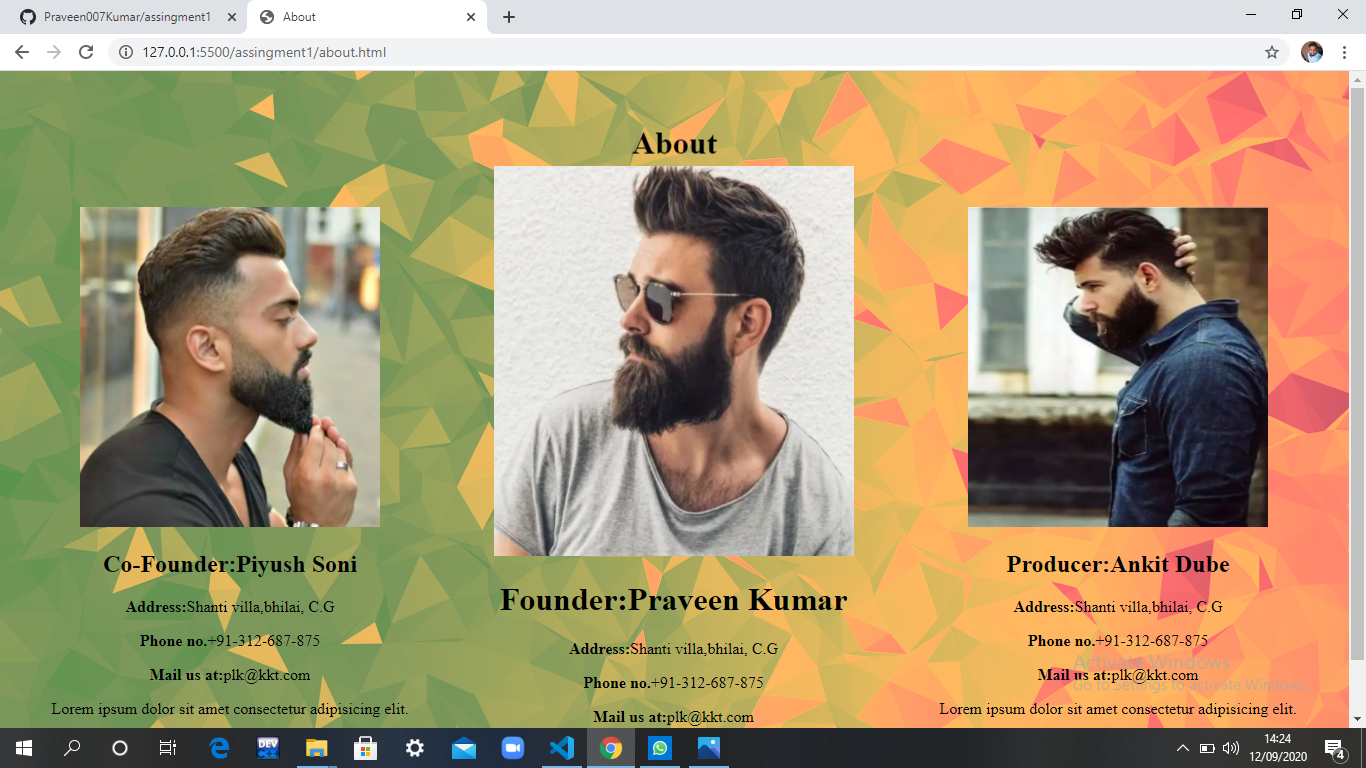 Praveen007Kumar/assingment1
About
127.0.0.1:5500/assingment1/about.html
About
Co-Founder:Piyush Soni
Address:Shanti villa,bhilai, C.G
Phone no.+91-312-687-875
Mail us at:plk@kkt.com
Lorem ipsum dolor sit amet consectetur adipisicing elit.
Founder:Praveen Kumar
Address:Shanti villa,bhilai, C.G
Phone no.+91-312-687-875
Mail us at:plk@kkt.com
Producer:Ankit Dube
Address:Shanti villa,bhilai, C.G
Phone no.+91-312-687-875
Mail us at:plk@kkt.com
Lorem ipsum dolor sit amet consectetur adipisicing elit.
Activate Windows
Go to Settings to activate Windows.
DEV
14:24
12/09/2020
4